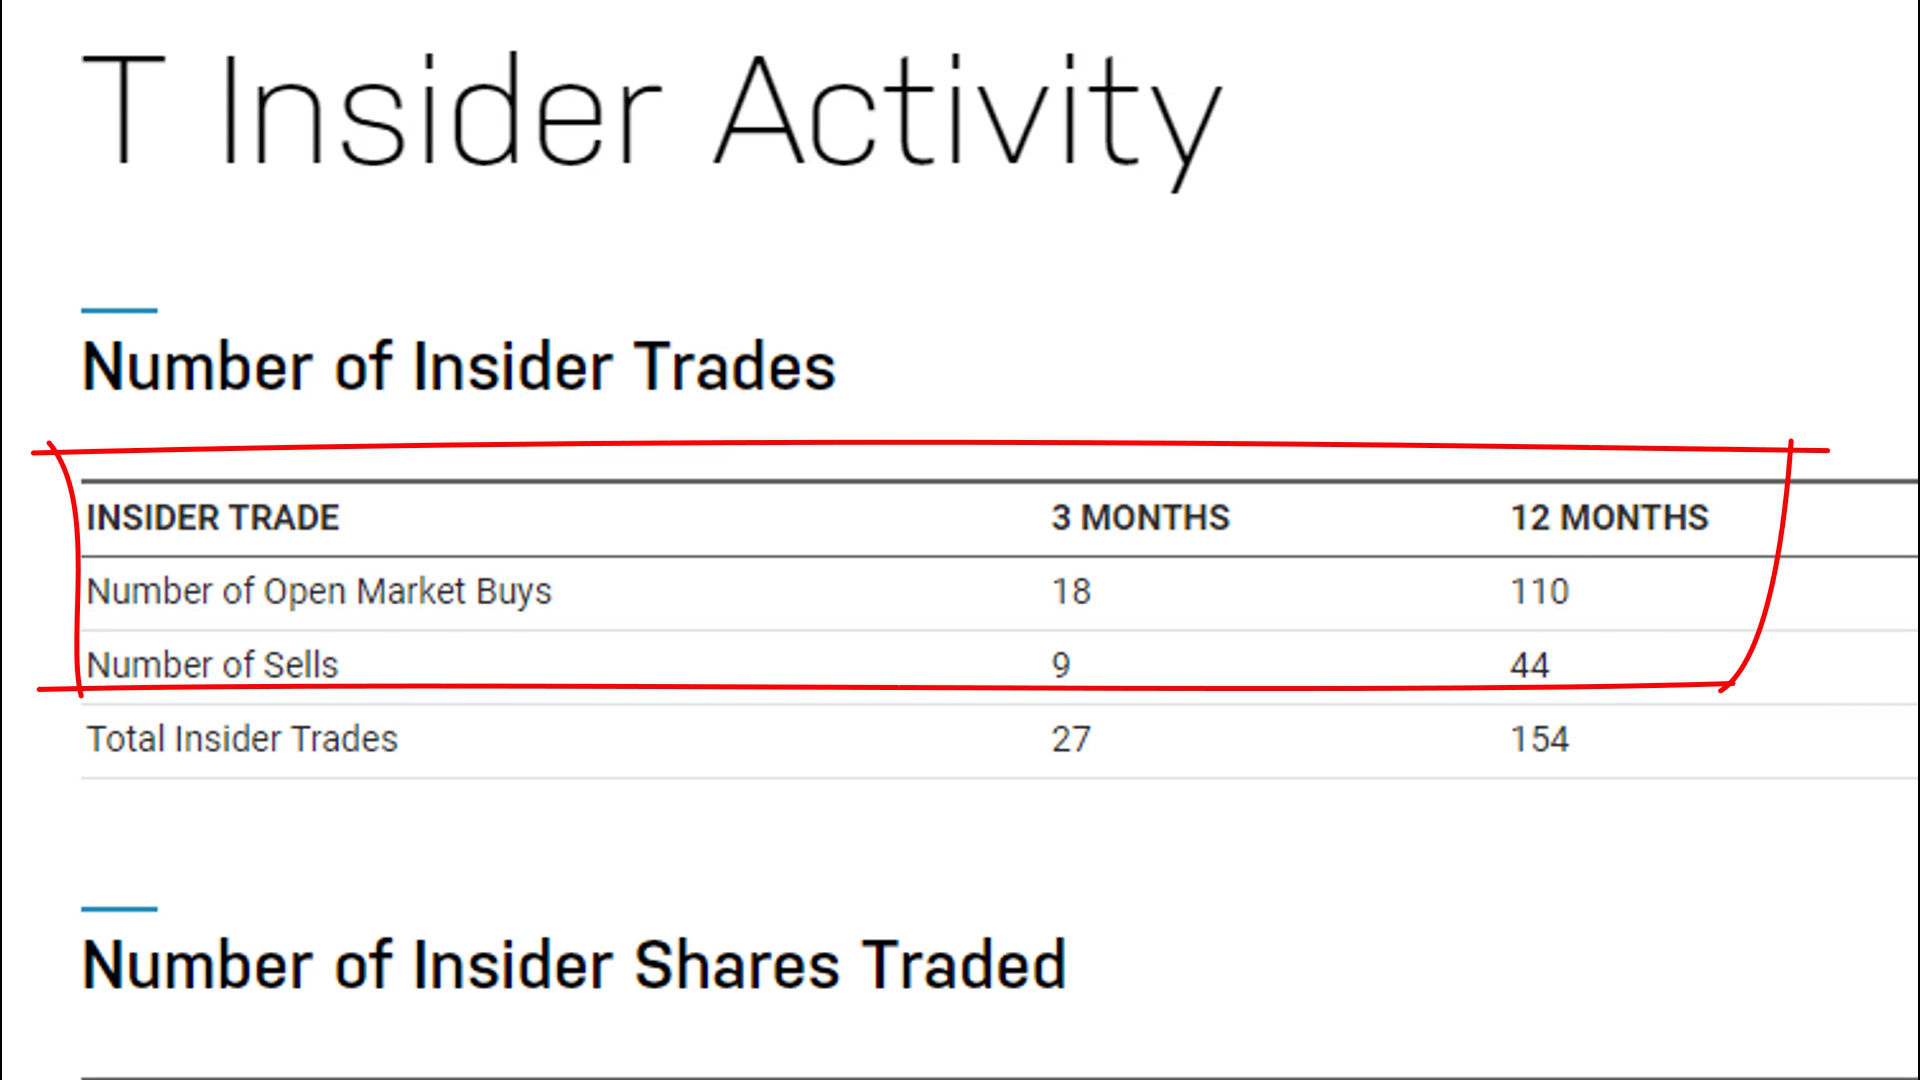 T Insider Activity
Number of Insider Trades
INSIDER TRADE 3 MONTHS 12 MONTHS
Number of Open Market Buys 18 110
Number of Sells 9 44
Total Insider Trades 27 154
Number of Insider Shares Traded